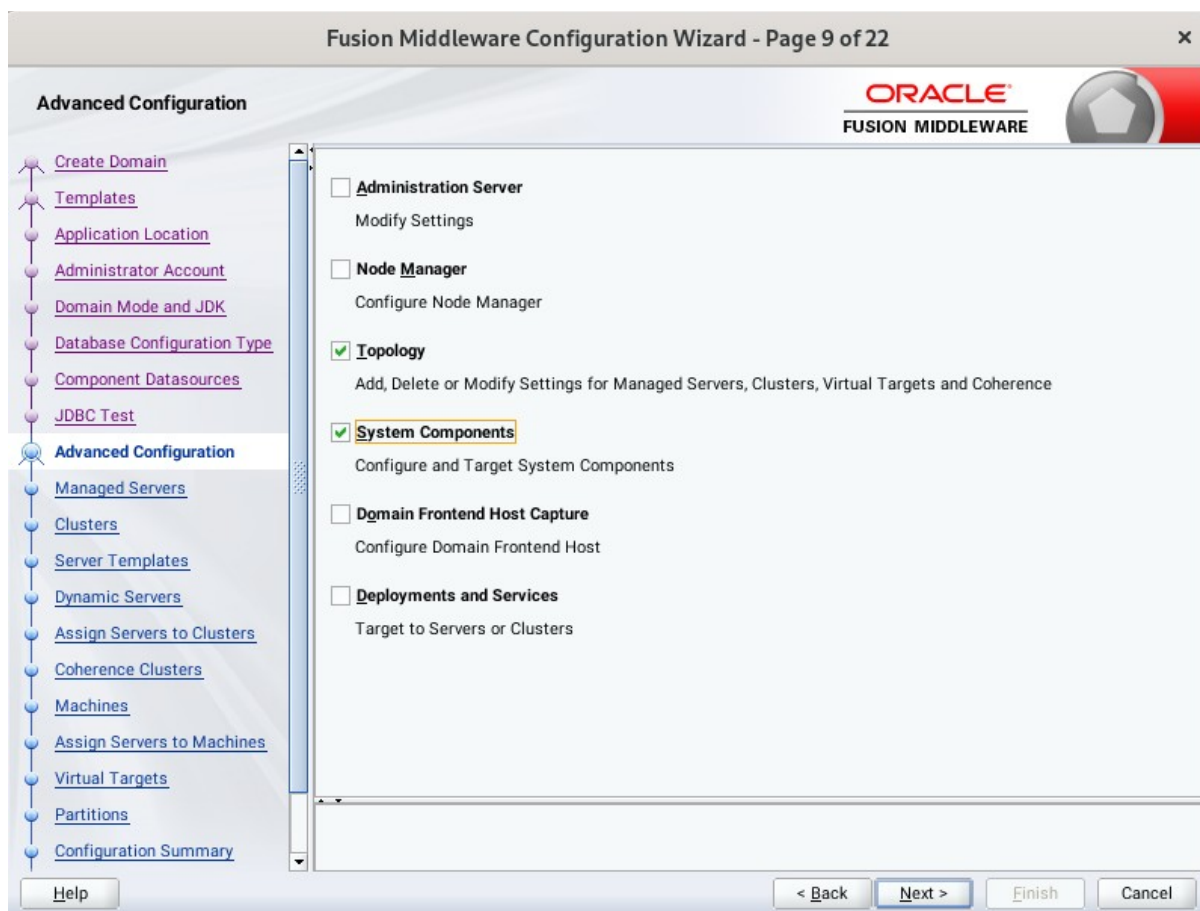 Fusion Middleware Configuration Wizard - Page 9 of 22
Advanced Configuration
ORACLE
FUSION MIDDLEWARE
Create Domain
Templates
Application Location
Administrator Account
Domain Mode and JDK
Database Configuration Type
Component Datasources
JDBC Test
Advanced Configuration
Managed Servers
Clusters
Server Templates
Dynamic Servers
Assign Servers to Clusters
Coherence Clusters
Machines
Assign Servers to Machines
Virtual Targets
Partitions
Configuration Summary
Administration Server
Modify Settings
Node Manager
Configure Node Manager
Topology
Add, Delete or Modify Settings for Managed Servers, Clusters, Virtual Targets and Coherence
System Components
Configure and Target System Components
Domain Frontend Host Capture
Configure Domain Frontend Host
Deployments and Services
Target to Servers or Clusters
Help
< Back
Next >
Finish
Cancel